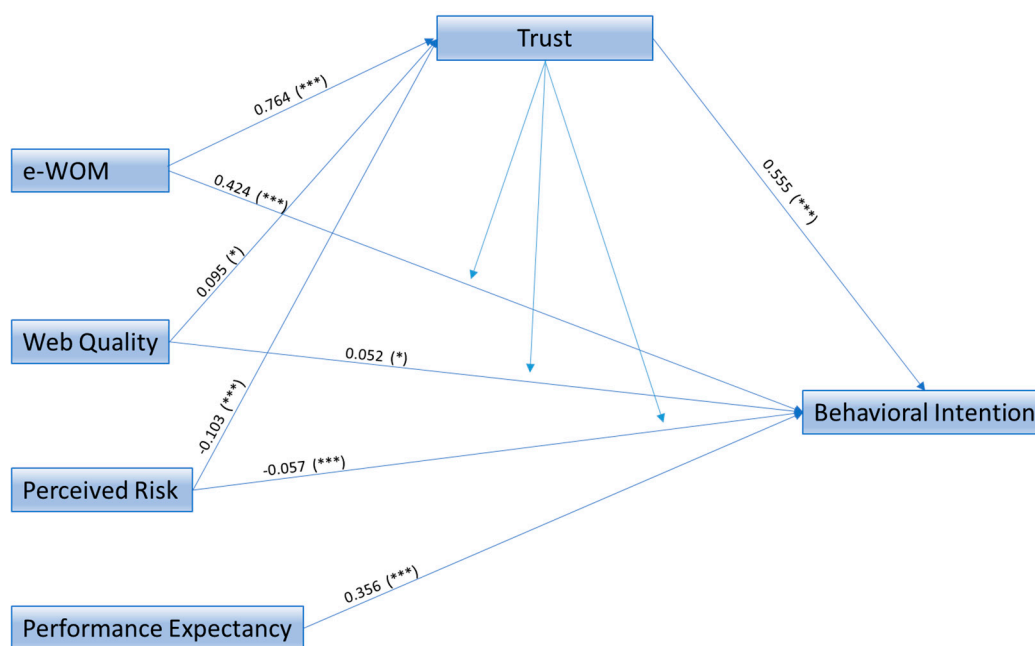 Trust
0.764 (***)
e-WOM
0.424 (***)
0.555 (***)
0.095 (*)
Web Quality
0.052 (*)
Behavioral Intention
-0.103 (***)
Perceived Risk
-0.057 (***)
0.356 (***)
Performance Expectancy